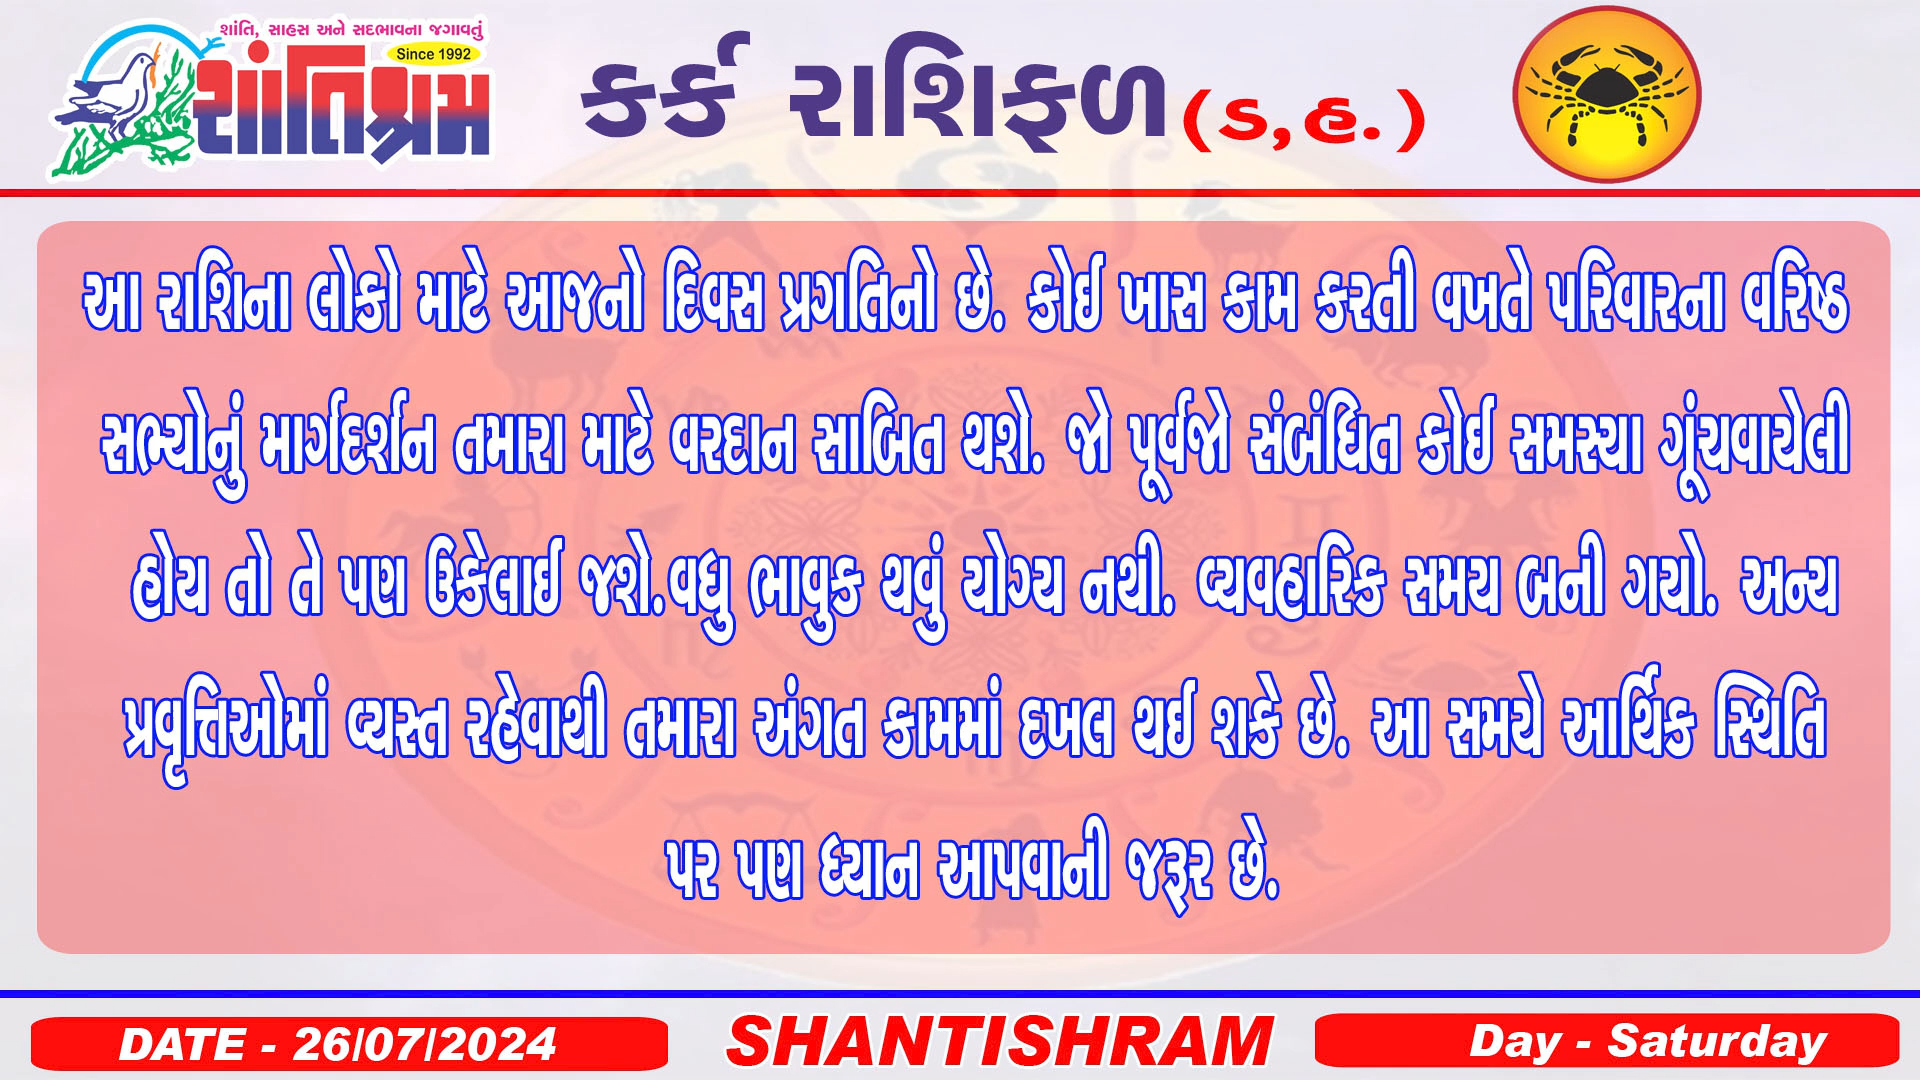 શાંતિ, સાહસ અને સદભાવના જગાવતું
Since 1992
શાંતિશ્રમ
કર્ક રાશિફળ (ડ,હ.)
આ રાશિના લોકો માટે આજનો દિવસ પ્રગતિનો છે. કોઈ ખાસ કામ કરતી વખતે પરિવારના વરિષ્ઠ
સભ્યોનું માર્ગદર્શન તમારા માટે વરદાન સાબિત થશે. જો પૂર્વજો સંબંધિત કોઈ સમસ્યા ગૂંચવાયેલી
હોય તો તે પણ ઉકેલાઈ જશે.વધુ ભાવુક થવું યોગ્ય નથી. વ્યવહારિક સમય બની ગયો. અન્ય
પ્રવૃત્તિઓમાં વ્યસ્ત રહેવાથી તમારા અંગત કામમાં દખલ થઈ શકે છે. આ સમયે આર્થિક સ્થિતિ
પર પણ ધ્યાન આપવાની જરૂર છે.
DATE - 26/07/2024
SHANTISHRAM
Day - Saturday